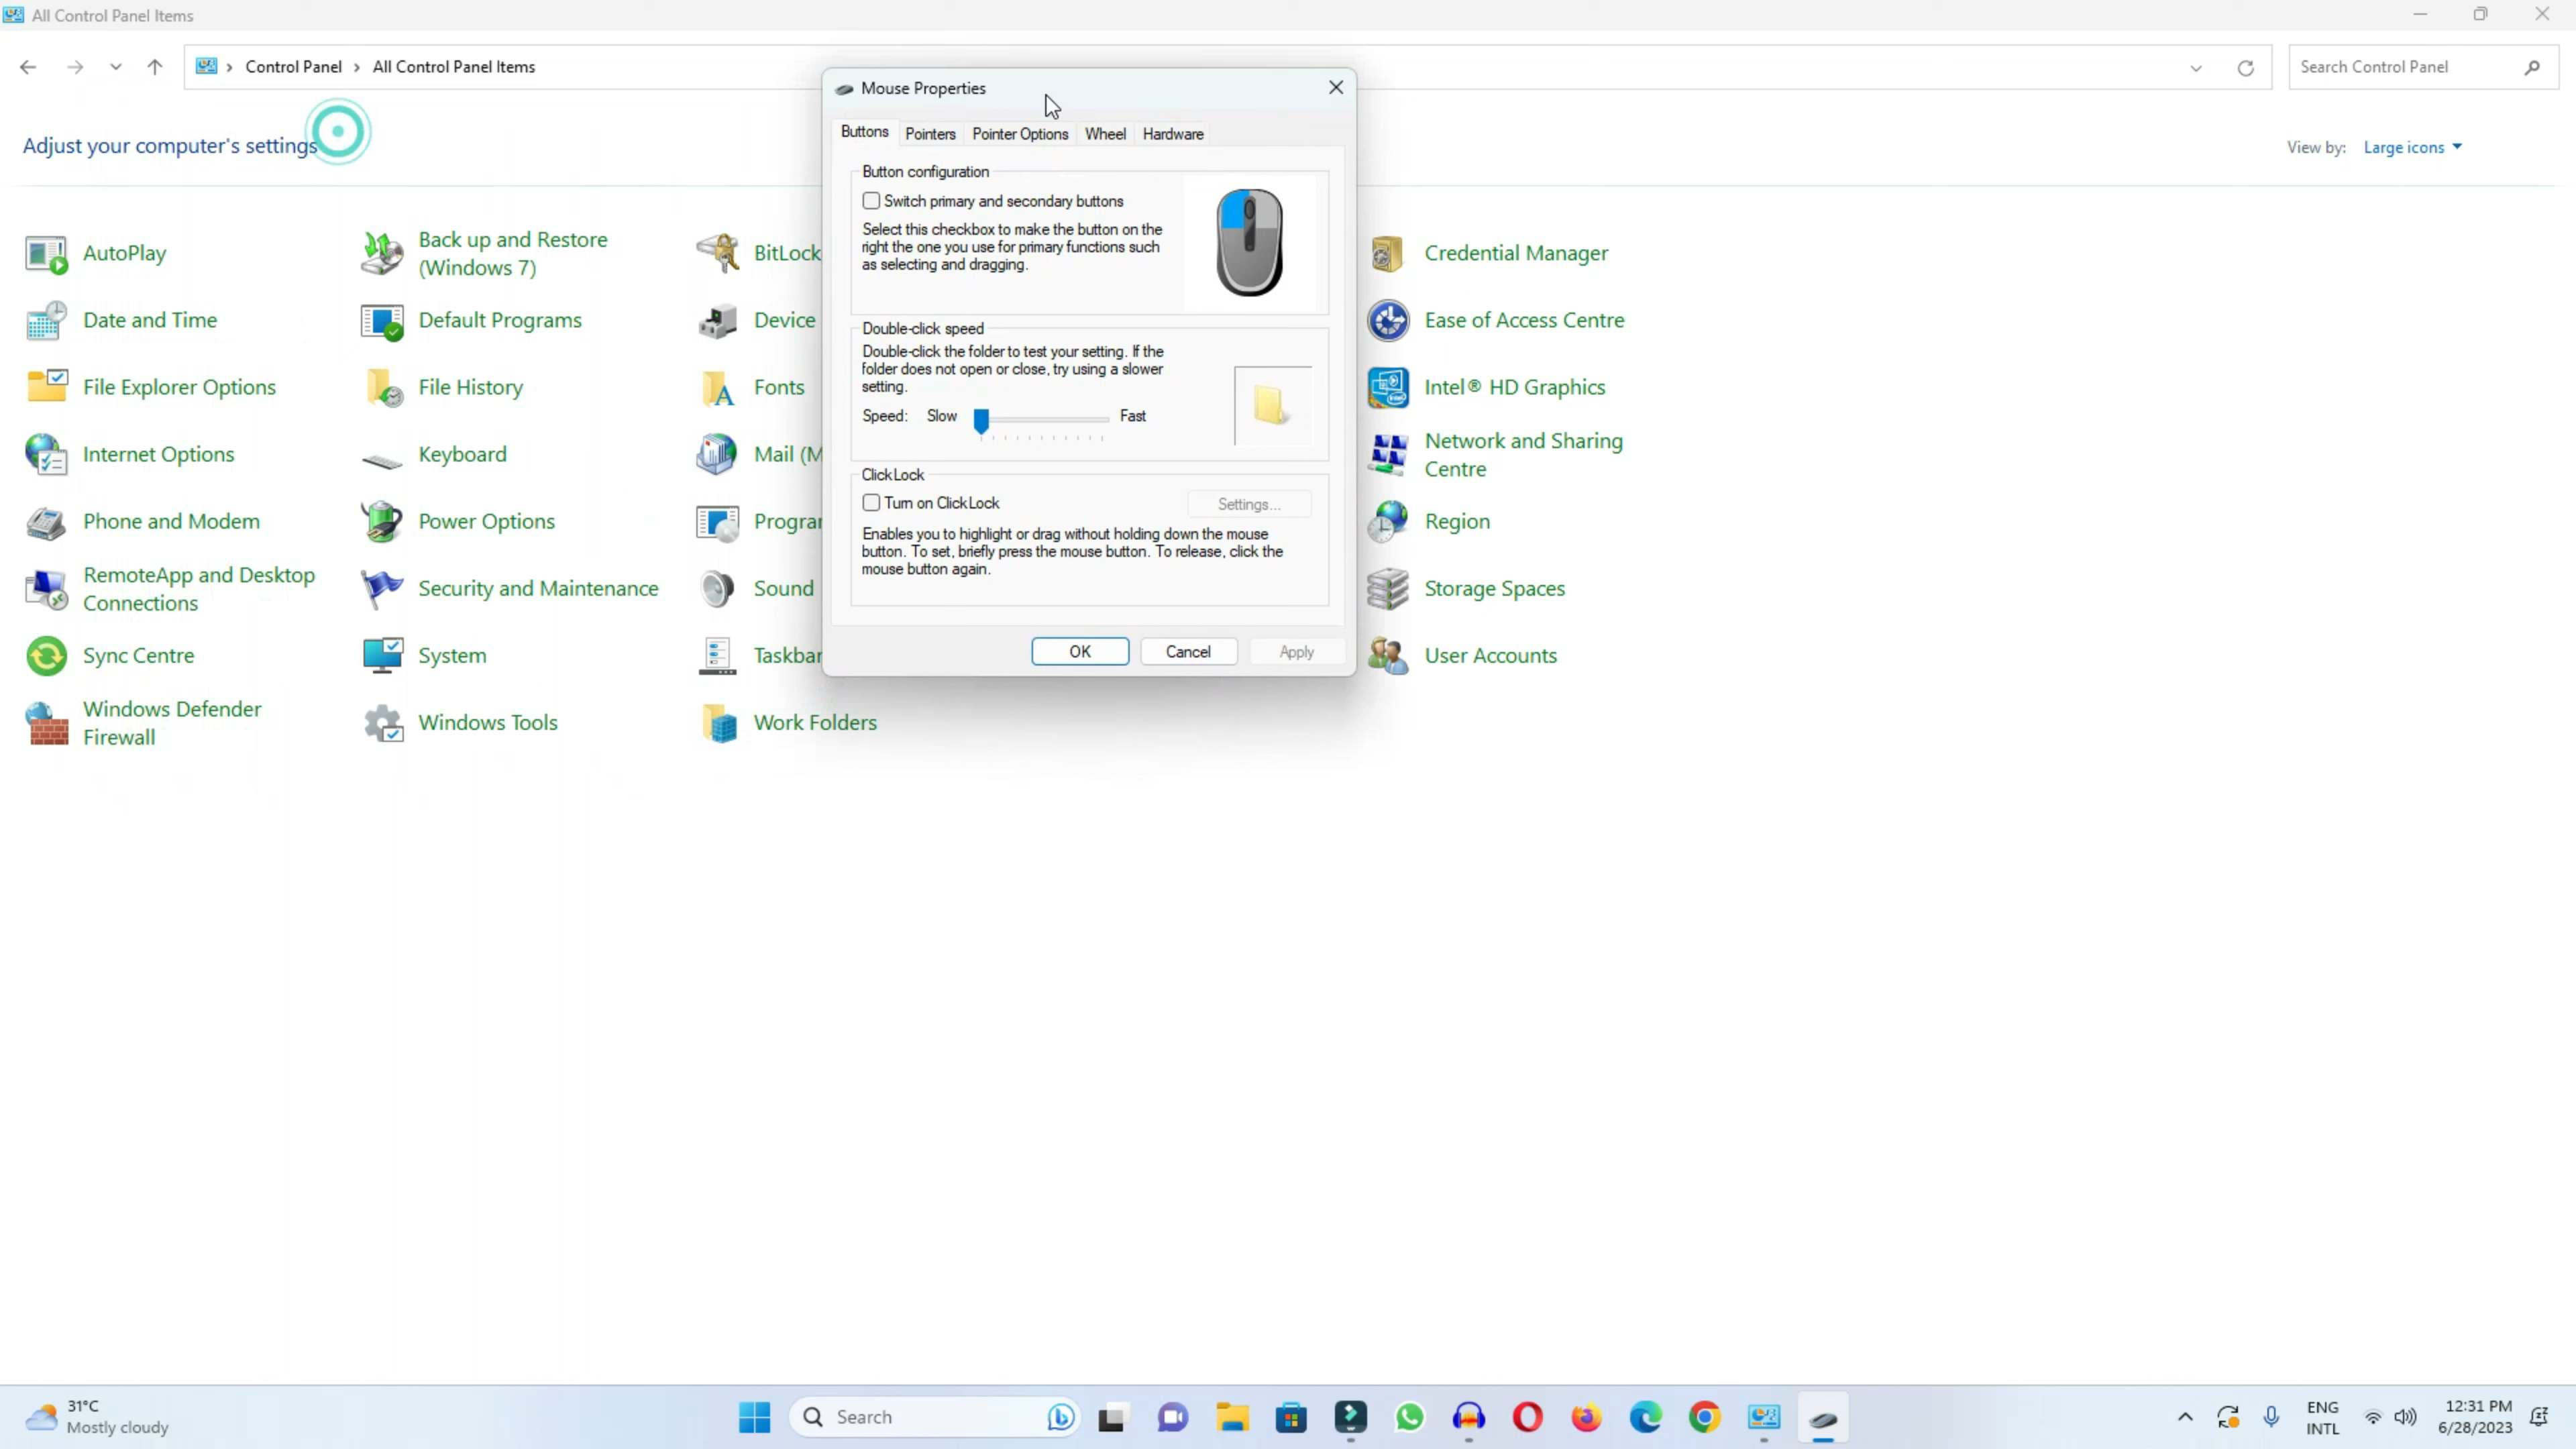 All Control Panel Items
Control Panel > All Control Panel Items
Search Control Panel
Adjust your computer's settings
View by: Large icons
AutoPlay
Back up and Restore
(Windows 7)
BitLock
Credential Manager
Date and Time
Default Programs
Device
Ease of Access Centre
File Explorer Options
File History
Fonts
Intel® HD Graphics
Internet Options
Keyboard
Mail (M
Network and Sharing
Centre
Phone and Modem
Power Options
Program
Region
RemoteApp and Desktop
Connections
Security and Maintenance
Sound
Storage Spaces
Sync Centre
System
Taskbar
User Accounts
Windows Defender
Firewall
Windows Tools
Work Folders
Mouse Properties
Buttons Pointers Pointer Options Wheel Hardware
Button configuration
Switch primary and secondary buttons
Select this checkbox to make the button on the
right the one you use for primary functions such
as selecting and dragging.
Double-click speed
Double-click the folder to test your setting. If the
folder does not open or close, try using a slower
setting.
Speed: Slow Fast
ClickLock
Turn on ClickLock
Settings...
Enables you to highlight or drag without holding down the mouse
button. To set, briefly press the mouse button. To release, click the
mouse button again.
OK Cancel Apply
31°C
Mostly cloudy
Search
ENG
INTL
12:31 PM
6/28/2023